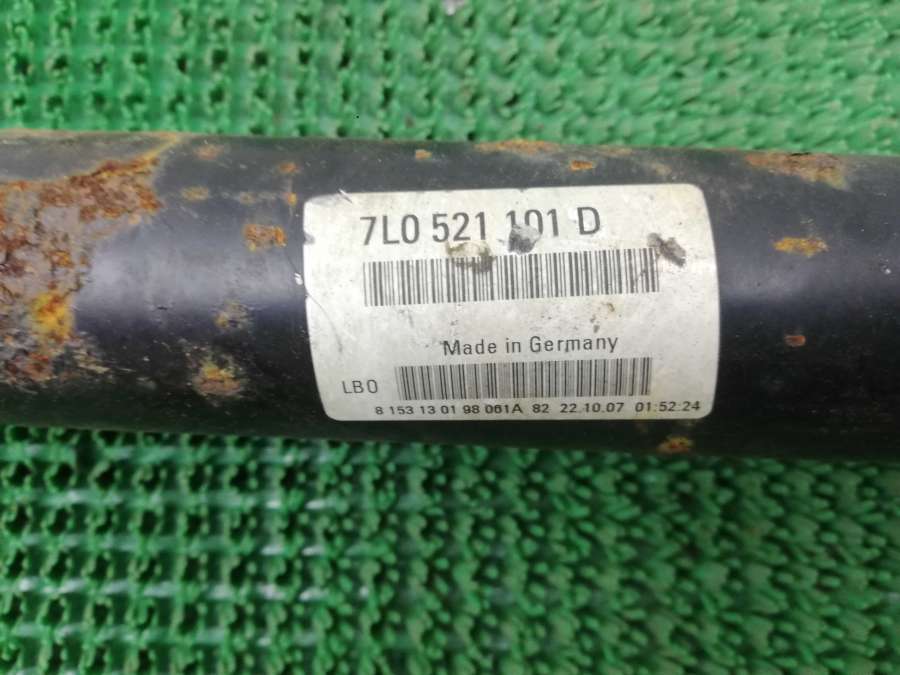 7L0 521 101 D
Made in Germany
LB0
8 153 13 01 98 061A 82 22.10.07 01:52:24